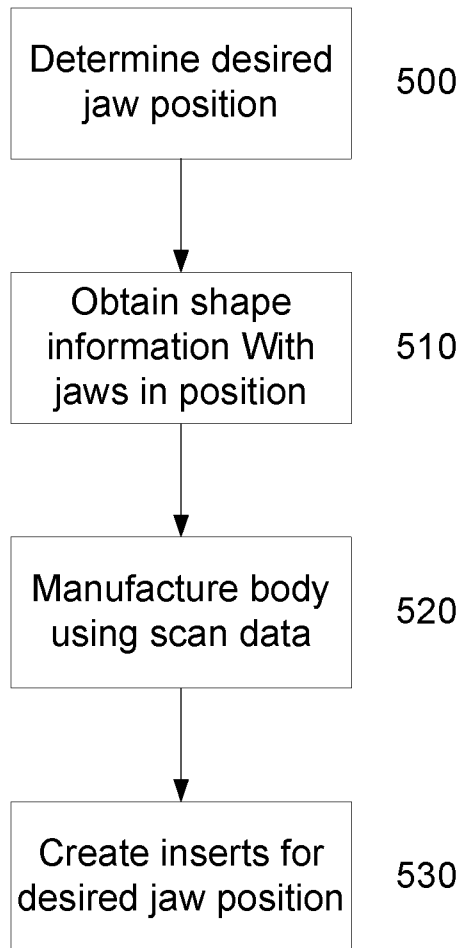 Determine desired
jaw position
500
Obtain shape
information With
jaws in position
510
Manufacture body
using scan data
520
Create inserts for
desired jaw position
530